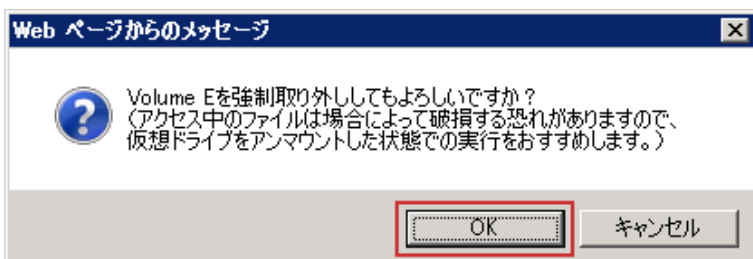 Web ページからのメッセージ
Volume Eを強制取り外ししてもよろしいですか？
（アクセス中のファイルは場合によって破損する恐れがありますので、
仮想ドライブをアンマウントした状態での実行をおすすめします。）
OK
キャンセル